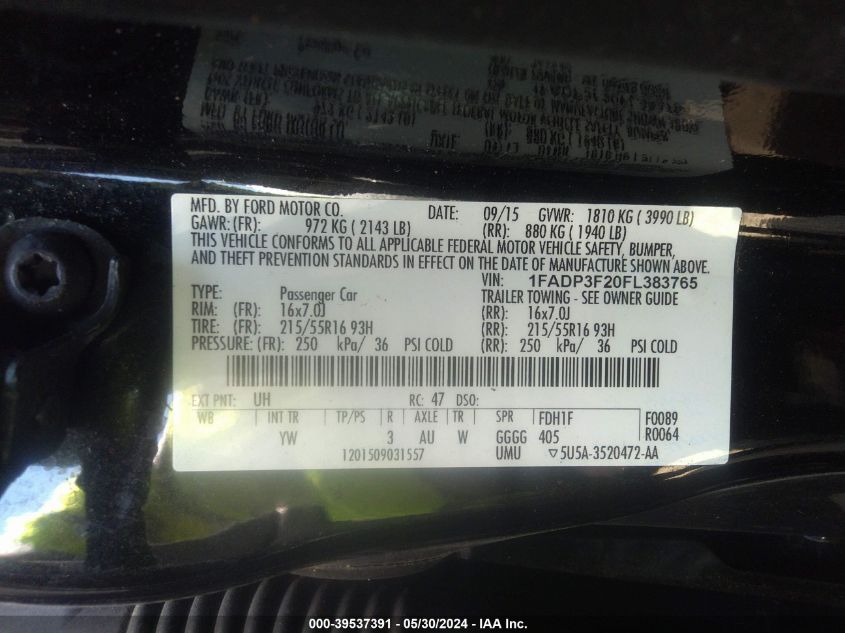 MFD. BY FORD MOTOR CO. DATE: 09/15 GVWR: 1810 KG ( 3990 LB)
GAWR: (FR): 972 KG ( 2143 LB) (RR): 880 KG ( 1940 LB)
THIS VEHICLE CONFORMS TO ALL APPLICABLE FEDERAL MOTOR VEHICLE SAFETY, BUMPER,
AND THEFT PREVENTION STANDARDS IN EFFECT ON THE DATE OF MANUFACTURE SHOWN ABOVE.
VIN: 1FADP3F20FL383765
TYPE: Passenger Car TRAILER TOWING - SEE OWNER GUIDE
RIM: (FR): 16x7.0J (RR): 16x7.0J
TIRE: (FR): 215/55R16 93H (RR): 215/55R16 93H
PRESSURE: (FR): 250 kPa/ 36 PSI COLD (RR): 250 kPa/ 36 PSI COLD
EXT PNT: UH RC: 47 DSO:
WB INT TR TP/PS R AXLE TR SPR FDH1F F0089
YW 3 AU W GGGG 405 R0064
1201509031557 UMU ▽5U5A-3520472-AA
000-39537391 - 05/30/2024 - IAA Inc.